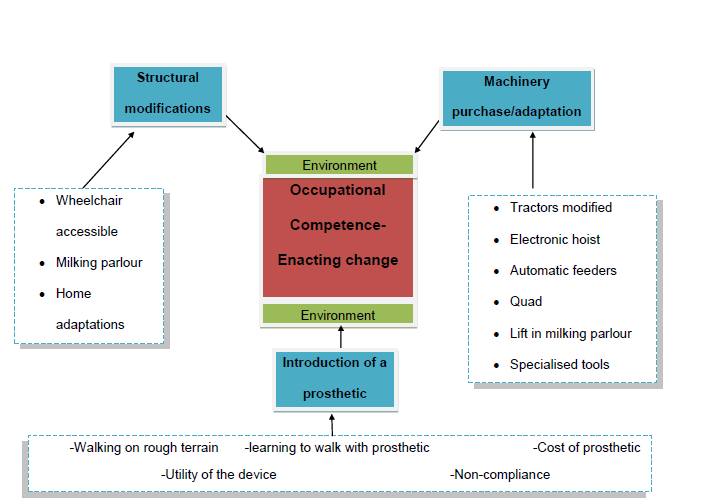 Structural
modifications
Machinery
purchase/adaptation
Environment
Occupational
Competence-
Enacting change
Environment
• Wheelchair
accessible
• Milking parlour
• Home
adaptations
• Tractors modified
• Electronic hoist
• Automatic feeders
• Quad
• Lift in milking parlour
• Specialised tools
Introduction of a
prosthetic
-Walking on rough terrain -learning to walk with prosthetic -Cost of prosthetic
-Utility of the device -Non-compliance